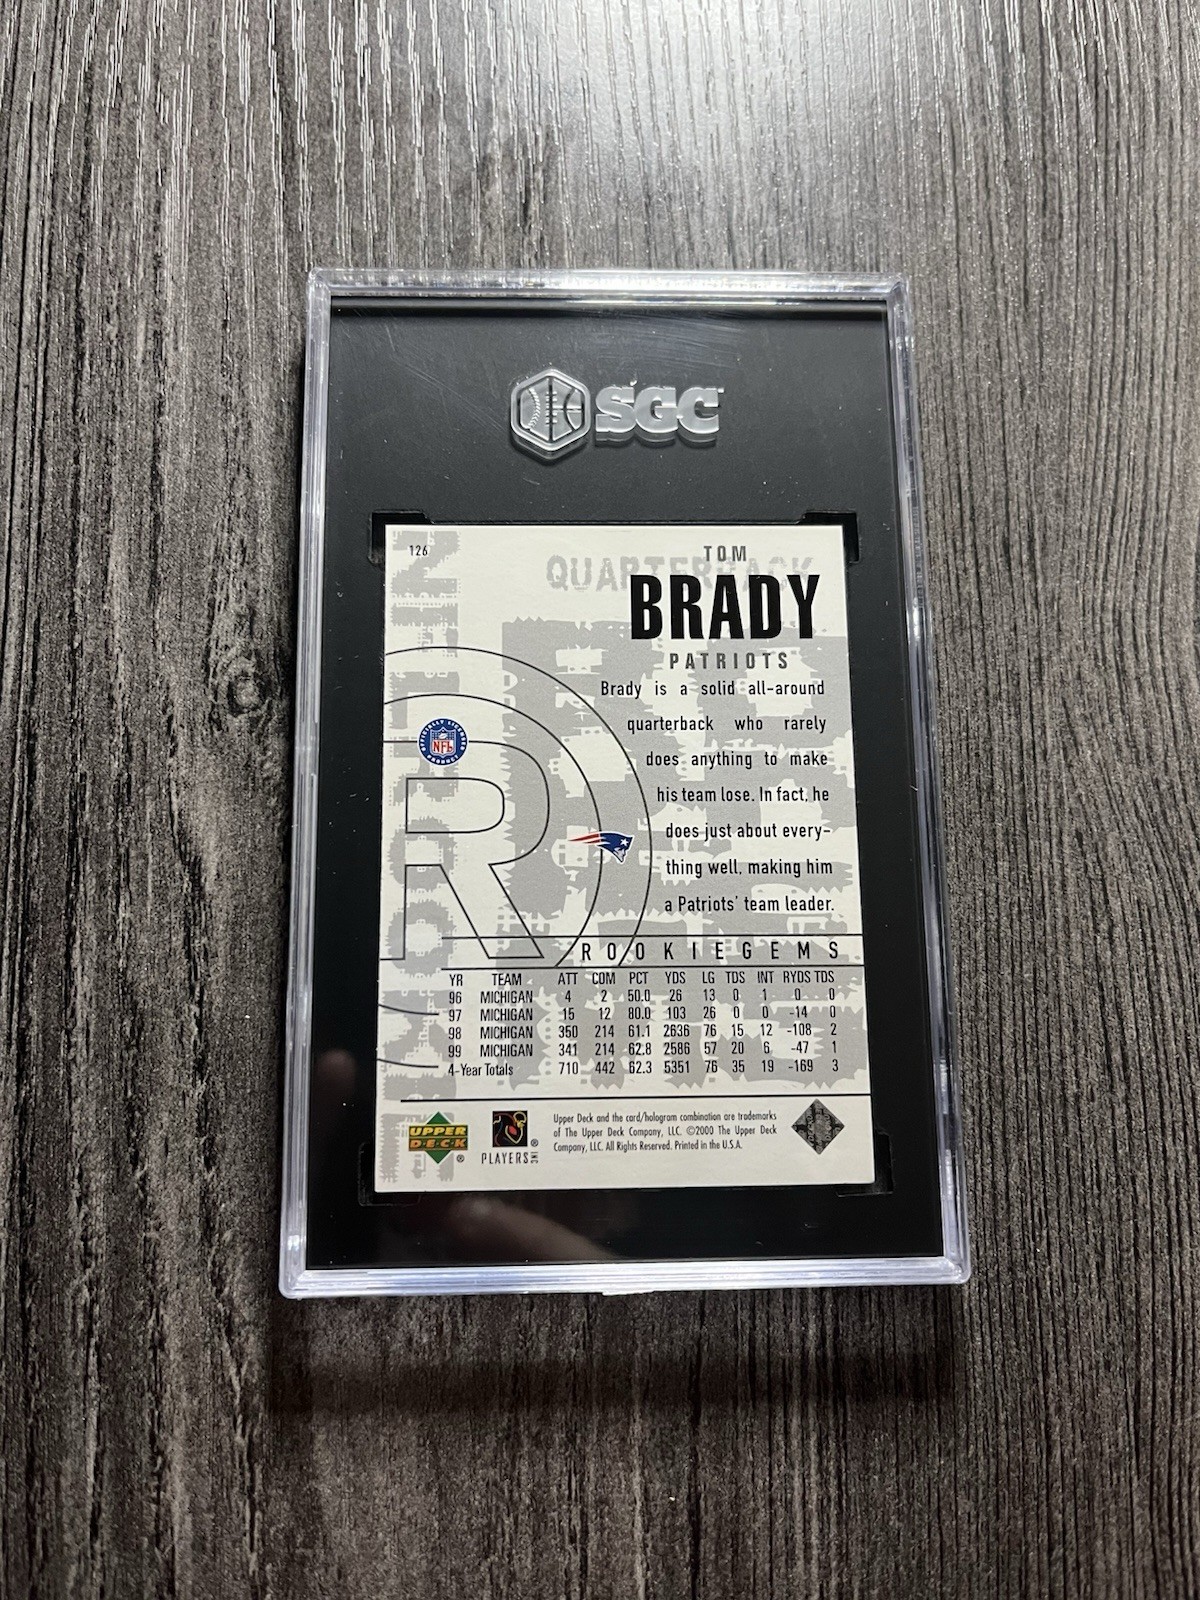 SGC
126
QUARTERBACK
TOM
BRADY
PATRIOTS
Brady is a solid all-around
quarterback who rarely
does anything to make
his team lose. In fact, he
does just about every-
thing well, making him
a Patriots' team leader.
OFFICIALLY LICENSED
NFL
PRODUCT
R
ROOKIEGEMS
YR TEAM ATT COM PCT YDS LG TDS INT RYDS TDS
96 MICHIGAN 4 2 50.0 26 13 0 1 0 0
97 MICHIGAN 15 12 80.0 103 26 0 0 -14 0
98 MICHIGAN 350 214 61.1 2636 76 15 12 -108 2
99 MICHIGAN 341 214 62.8 2586 57 20 6 -47 1
4-Year Totals 710 442 62.3 5351 76 35 19 -169 3
UPPER
DECK
®
PLAYERS INC
®
Upper Deck and the card/hologram combination are trademarks
of The Upper Deck Company, LLC. ©2000 The Upper Deck
Company, LLC. All Rights Reserved. Printed in the U.S.A.